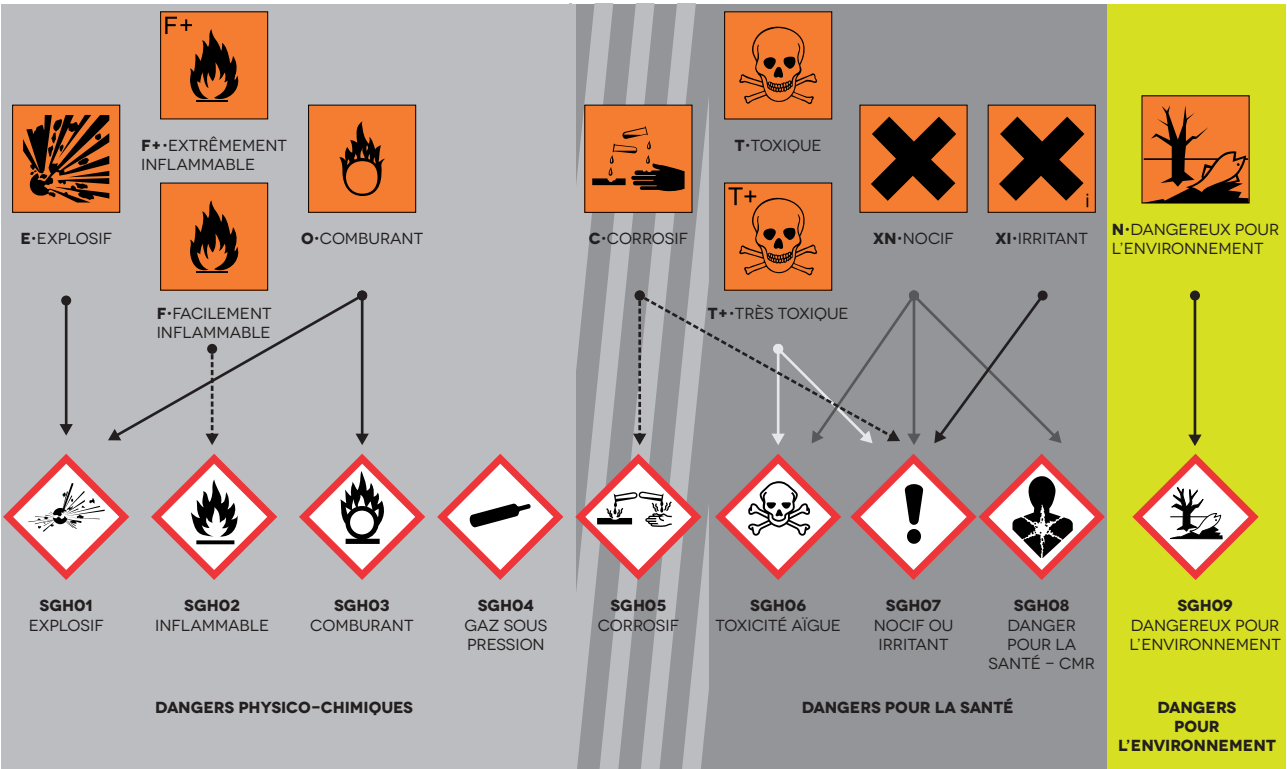 F+
F+•EXTRÊMEMENT
INFLAMMABLE
E•EXPLOSIF
O•COMBURANT
F•FACILEMENT
INFLAMMABLE
C•CORROSIF
T•TOXIQUE
T+
T+•TRÈS TOXIQUE
XN•NOCIF
i
XI•IRRITANT
N•DANGEREUX POUR
L'ENVIRONNEMENT
SGH01
EXPLOSIF
SGH02
INFLAMMABLE
SGH03
COMBURANT
SGH04
GAZ SOUS
PRESSION
SGH05
CORROSIF
SGH06
TOXICITÉ AÏGUE
SGH07
NOCIF OU
IRRITANT
SGH08
DANGER
POUR LA
SANTÉ – CMR
SGH09
DANGEREUX POUR
L'ENVIRONNEMENT
DANGERS PHYSICO-CHIMIQUES
DANGERS POUR LA SANTÉ
DANGERS
POUR
L'ENVIRONNEMENT